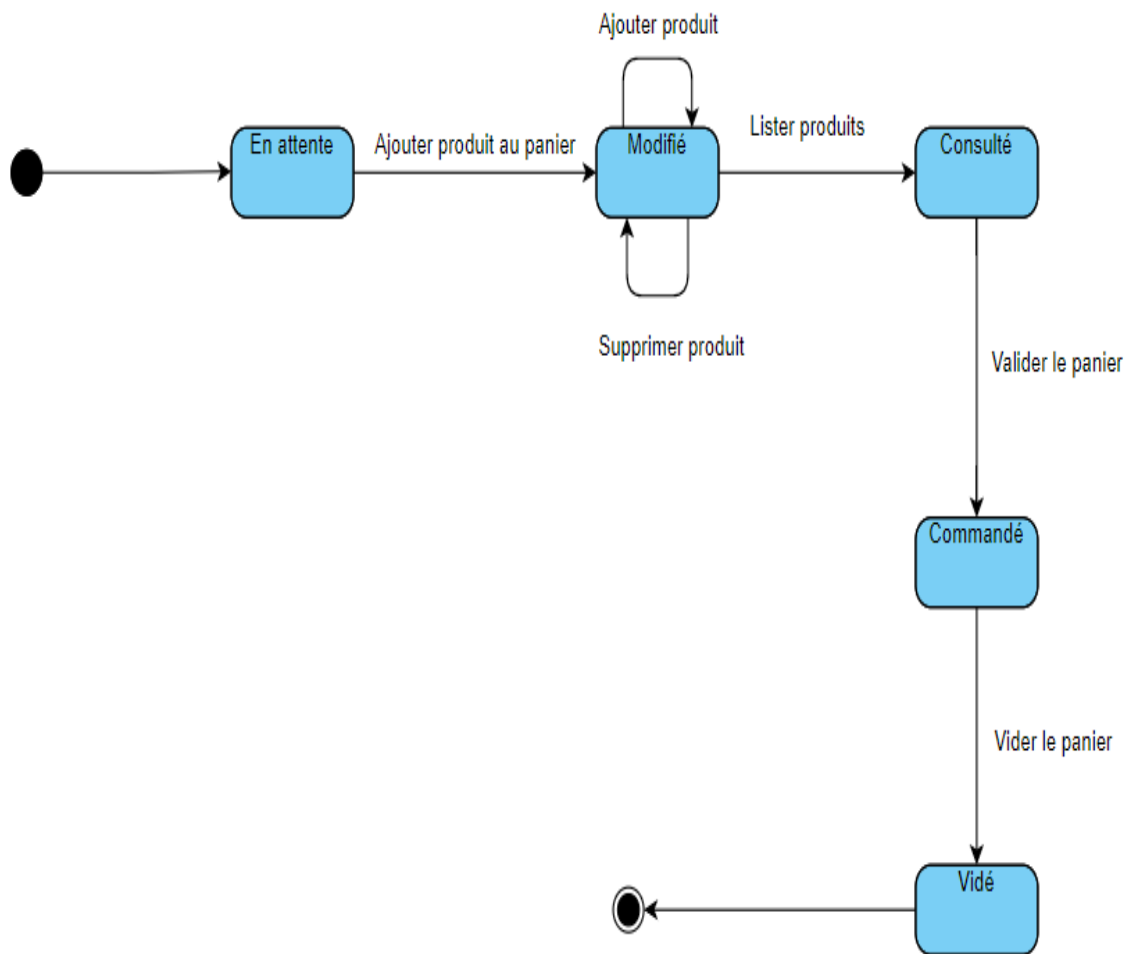 Ajouter produit
En attente
Ajouter produit au panier
Modifié
Lister produits
Consulté
Supprimer produit
Valider le panier
Commandé
Vider le panier
Vidé